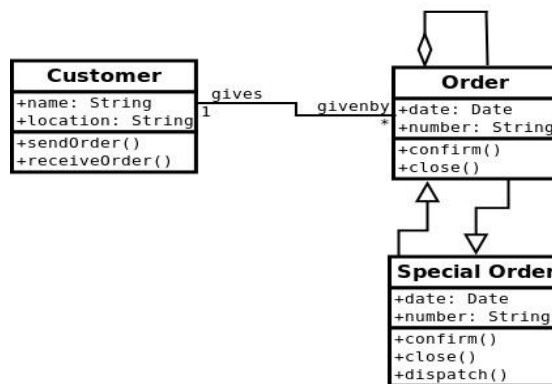 Customer
+name: String
+location: String
+sendOrder()
+receiveOrder()
gives
1
givenby
*
Order
+date: Date
+number: String
+confirm()
+close()
Special Order
+date: Date
+number: String
+confirm()
+close()
+dispatch()